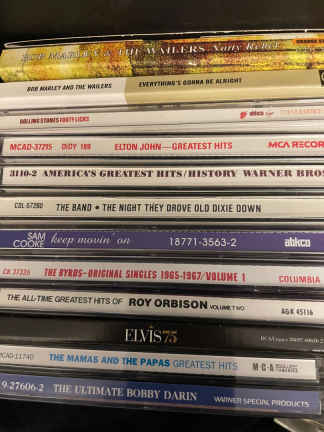 BOB MARLEY & THE WAILERS Natty Rebel
BOB MARLEY AND THE WAILERS EVERYTHING'S GONNA BE ALRIGHT
ROLLING STONES FORTY LICKS virgin
MCAD-37215 DIDY 188 ELTON JOHN—GREATEST HITS MCA RECOR
3110-2 AMERICA'S GREATEST HITS/HISTORY WARNER BROS
THE BAND • THE NIGHT THEY DROVE OLD DIXIE DOWN
SAM COOKE keep movin' on 18771-3563-2 abkco
CK 37335 THE BYRDS—ORIGINAL SINGLES 1965-1967/VOLUME 1 COLUMBIA
THE ALL-TIME GREATEST HITS OF ROY ORBISON VOLUME TWO AGK 45116
ELVIS 75
MCAD-11740 THE MAMAS AND THE PAPAS GREATEST HITS MCA
9-27606-2 THE ULTIMATE BOBBY DARIN WARNER SPECIAL PRODUCTS